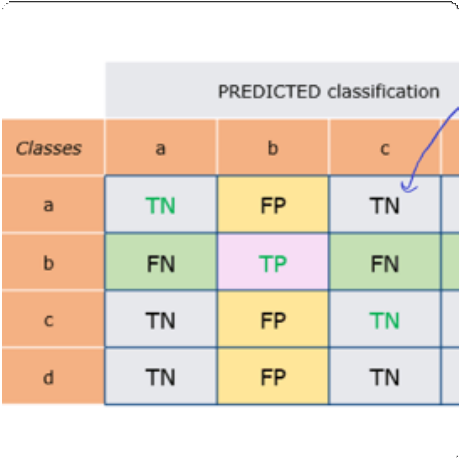 PREDICTED classification
Classes a b c
a TN FP TN
b FN TP FN
c TN FP TN
d TN FP TN